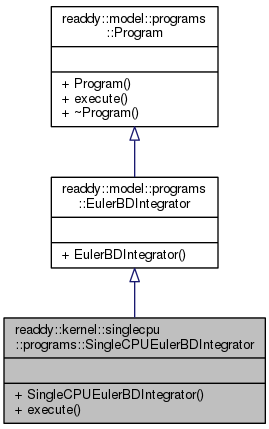 readdy::model::programs
::Program
+ Program()
+ execute()
+ ~Program()
readdy::model::programs
::EulerBDIntegrator
+ EulerBDIntegrator()
readdy::kernel::singlecpu
::programs::SingleCPUEulerBDIntegrator
+ SingleCPUEulerBDIntegrator()
+ execute()